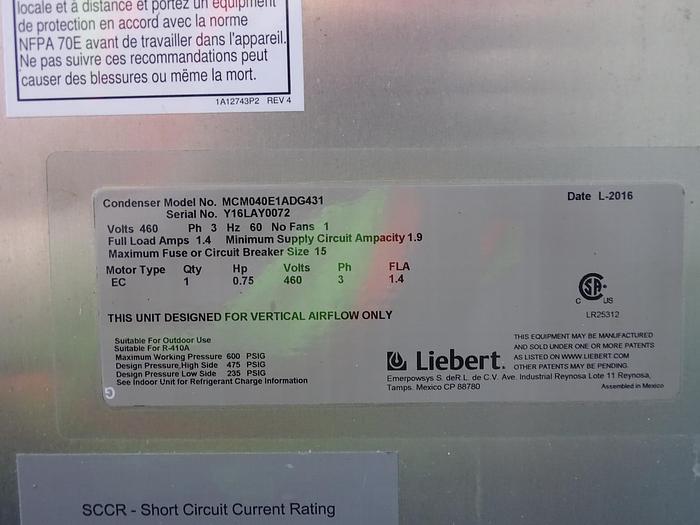 locale et à distance et portez un équipment
de protection en accord avec la norme
NFPA 70E avant de travailler dans l'appareil.
Ne pas suivre ces recommandations peut
causer des blessures ou même la mort.
1A12743P2 REV 4
Condenser Model No. MCM040E1ADG431
Serial No. Y16LAY0072
Date L-2016
Volts 460 Ph 3 Hz 60 No Fans 1
Full Load Amps 1.4 Minimum Supply Circuit Ampacity 1.9
Maximum Fuse or Circuit Breaker Size 15
Motor Type Qty Hp Volts Ph FLA
EC 1 0.75 460 3 1.4
SA
C US
LR25312
THIS UNIT DESIGNED FOR VERTICAL AIRFLOW ONLY
Suitable For Outdoor Use
Suitable For R-410A
Maximum Working Pressure 600 PSIG
Design Pressure,High Side 475 PSIG
Design Pressure Low Side 235 PSIG
See Indoor Unit for Refrigerant Charge Information
THIS EQUIPMENT MAY BE MANUFACTURED
AND SOLD UNDER ONE OR MORE PATENTS
AS LISTED ON WWW.LIEBERT.COM
OTHER PATENTS MAY BE PENDING.
Liebert.
Emerpowsys S. deR.L. de C.V. Ave. Industrial Reynosa Lote 11 Reynosa,
Tamps. Mexico CP 88780
Assembled in Mexico
SCCR - Short Circuit Current Rating